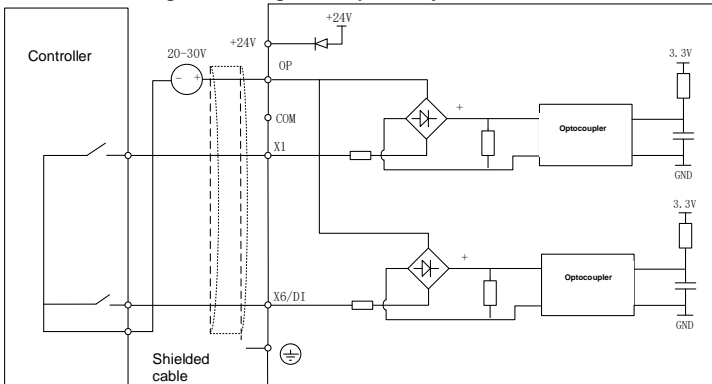 +24V
+24V
20-30V
Controller
OP
3.3V
- +
+
COM
Optocoupler
X1
GND
3.3V
+
Optocoupler
X6/DI
GND
Shielded
cable